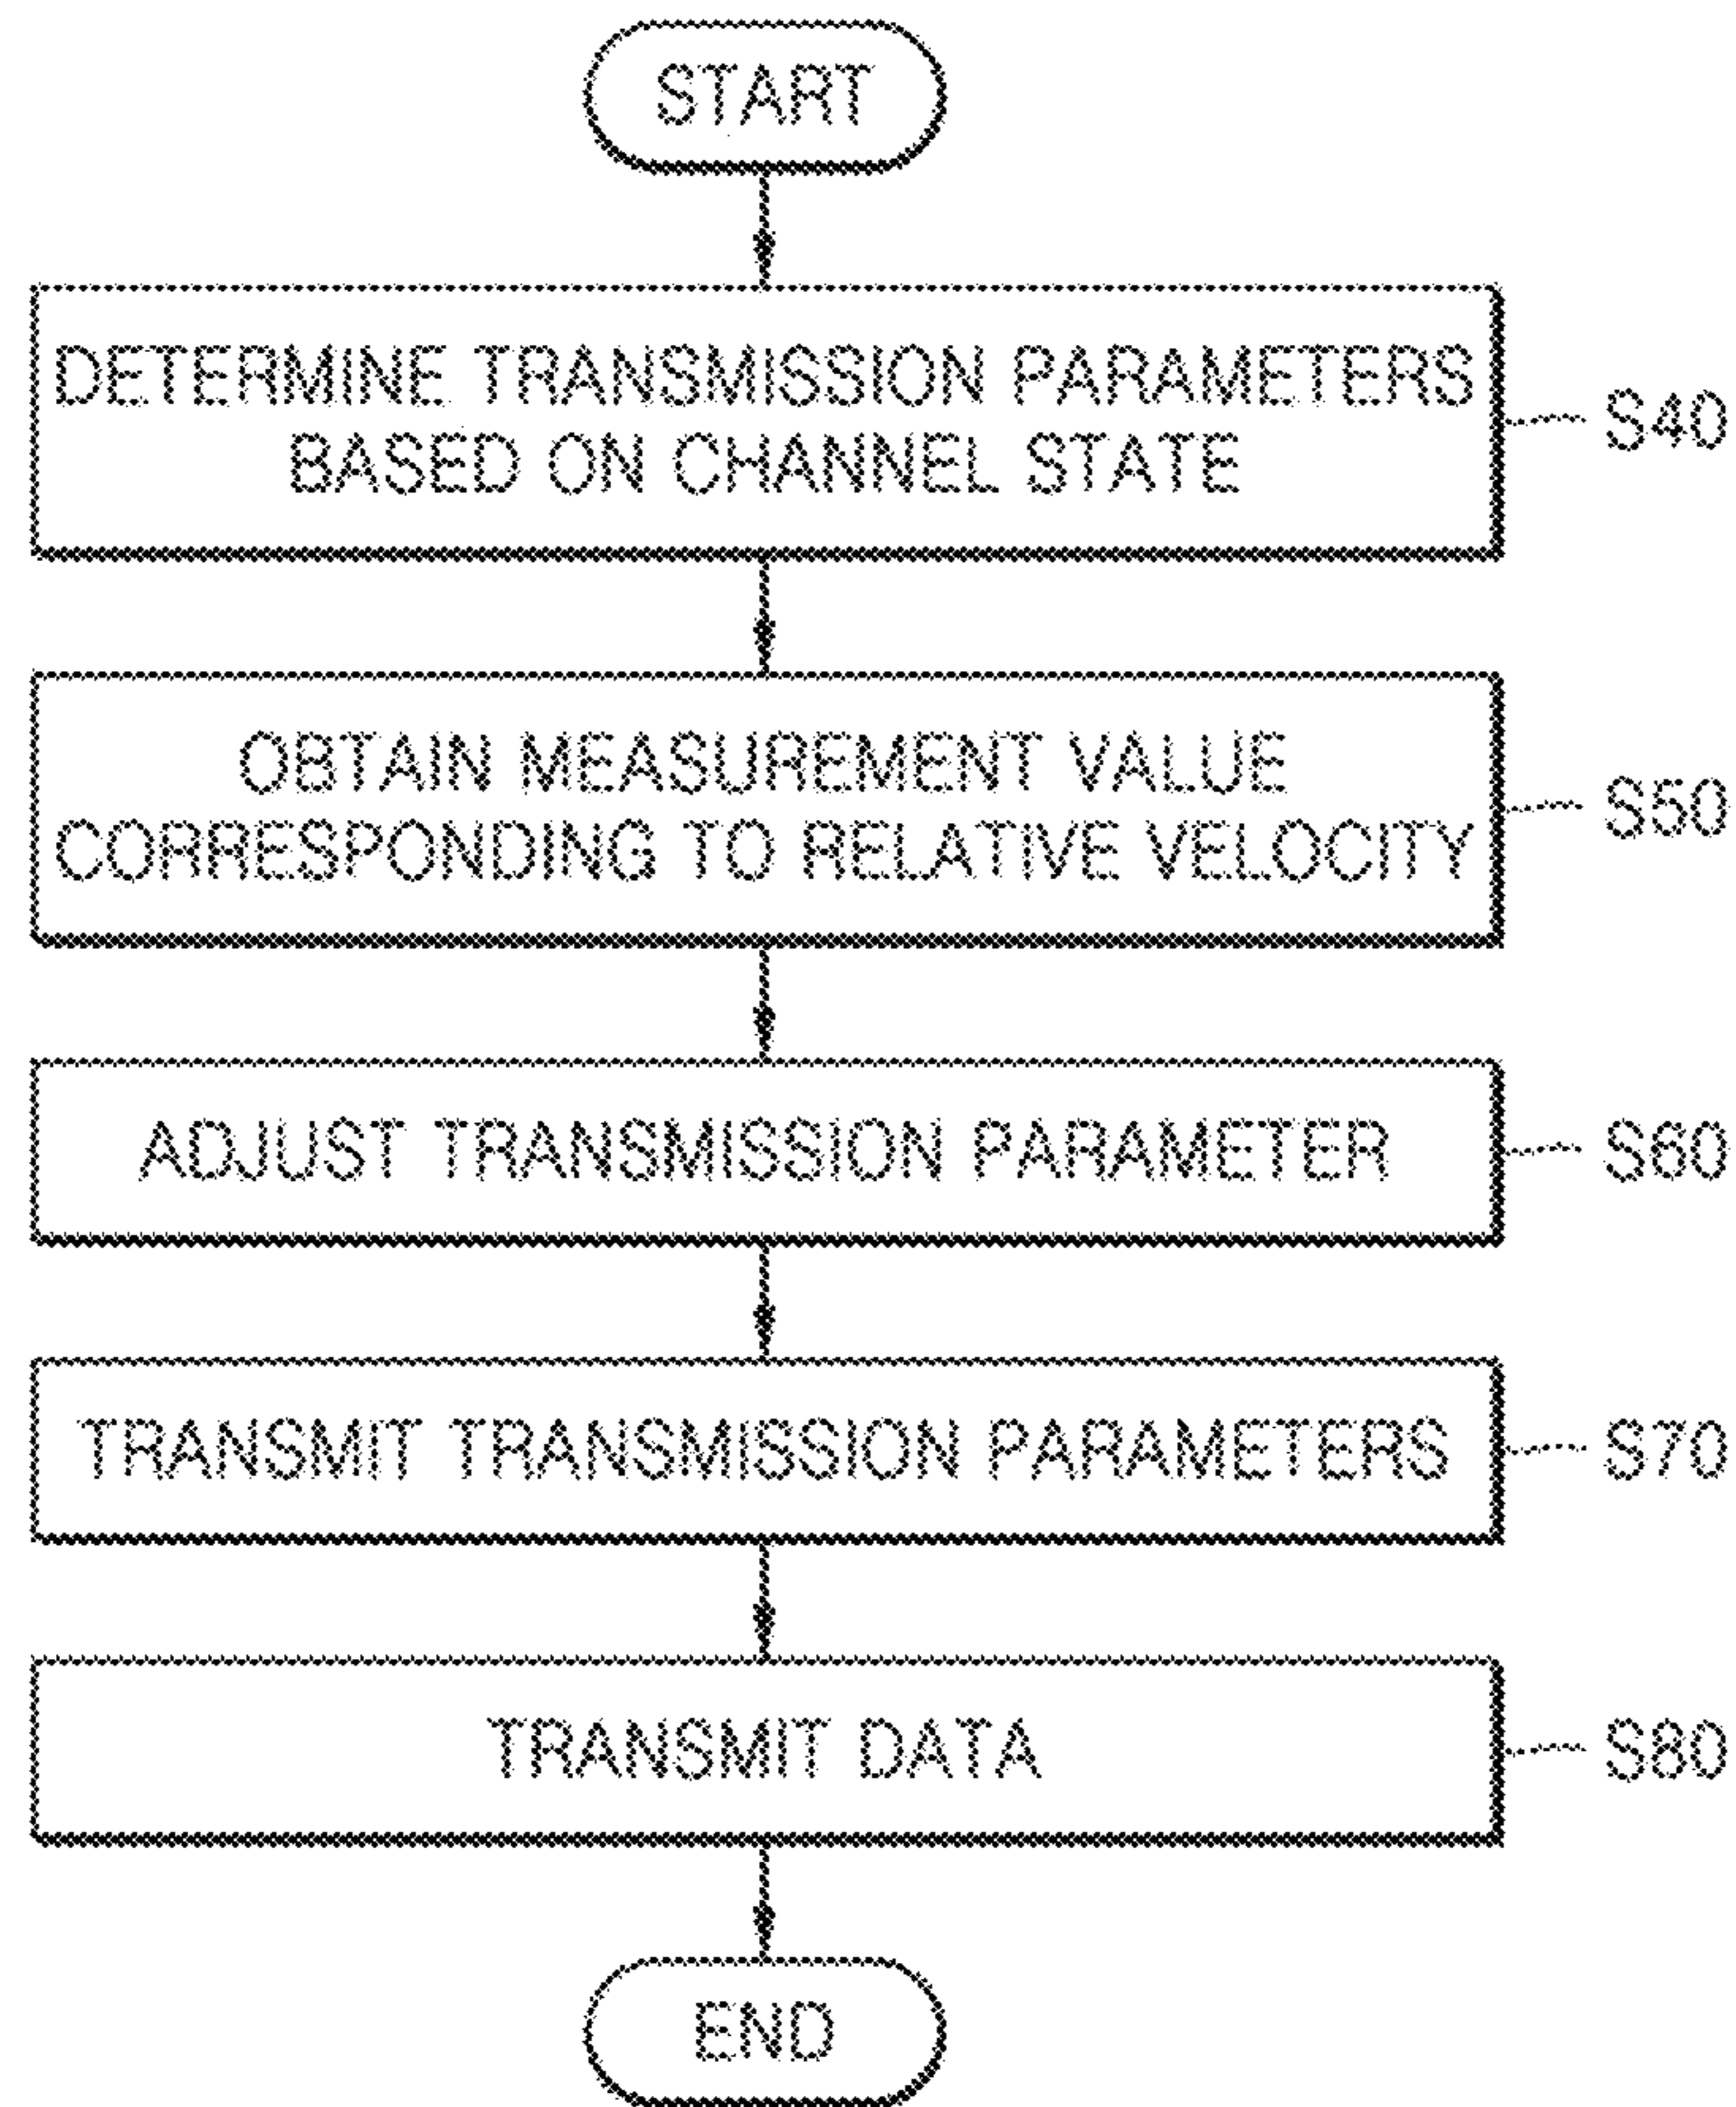 START
DETERMINE TRANSMISSION PARAMETERS
BASED ON CHANNEL STATE
S40
OBTAIN MEASUREMENT VALUE
CORRESPONDING TO RELATIVE VELOCITY
S50
ADJUST TRANSMISSION PARAMETER
S60
TRANSMIT TRANSMISSION PARAMETERS
S70
TRANSMIT DATA
S80
END